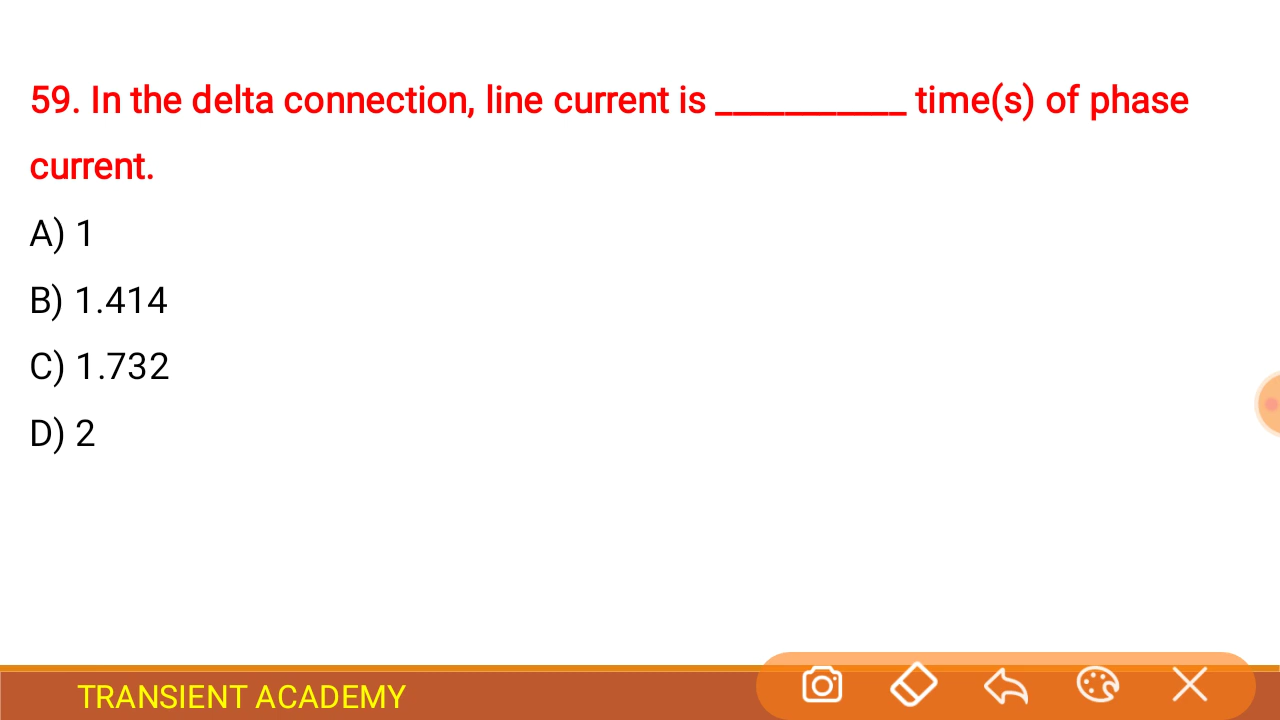 59. In the delta connection, line current is ___________ time(s) of phase
current.
A) 1
B) 1.414
C) 1.732
D) 2
TRANSIENT ACADEMY